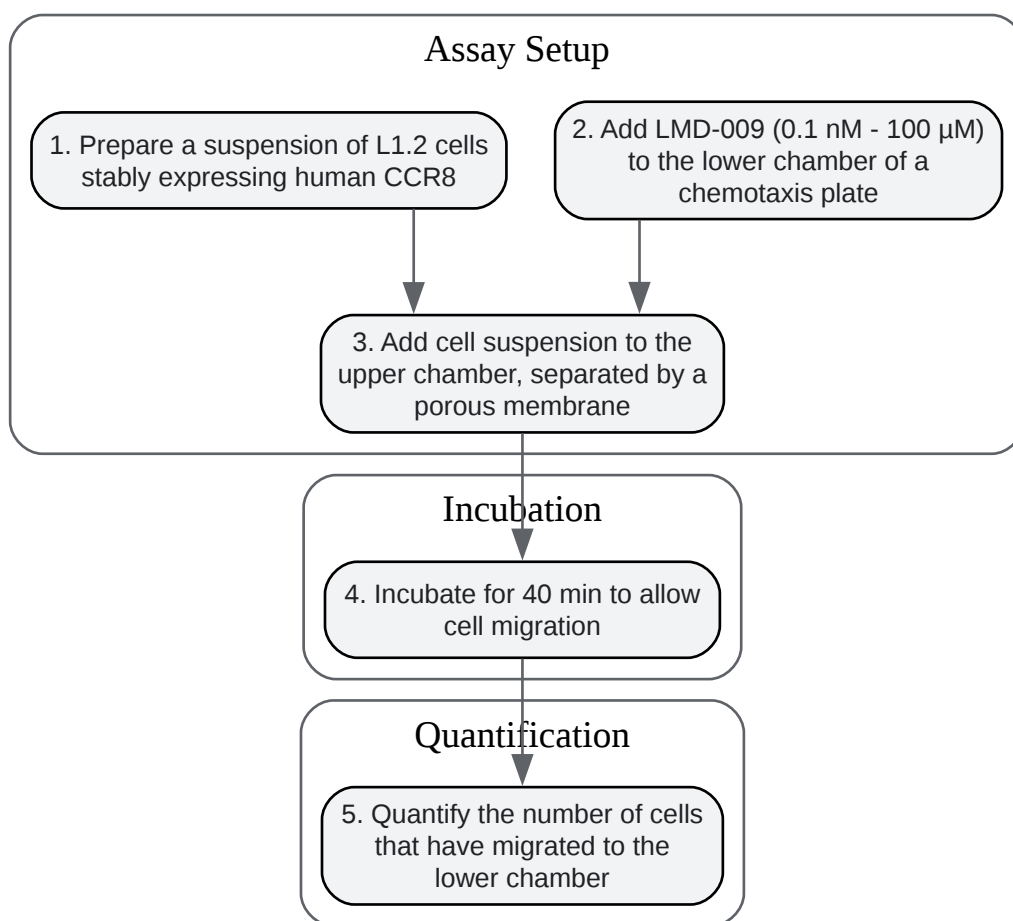 Assay Setup
1. Prepare a suspension of L1.2 cells
stably expressing human CCR8
2. Add LMD-009 (0.1 nM - 100 µM)
to the lower chamber of a
chemotaxis plate
3. Add cell suspension to the
upper chamber, separated by a
porous membrane
Incubation
4. Incubate for 40 min to allow
cell migration
Quantification
5. Quantify the number of cells
that have migrated to the
lower chamber